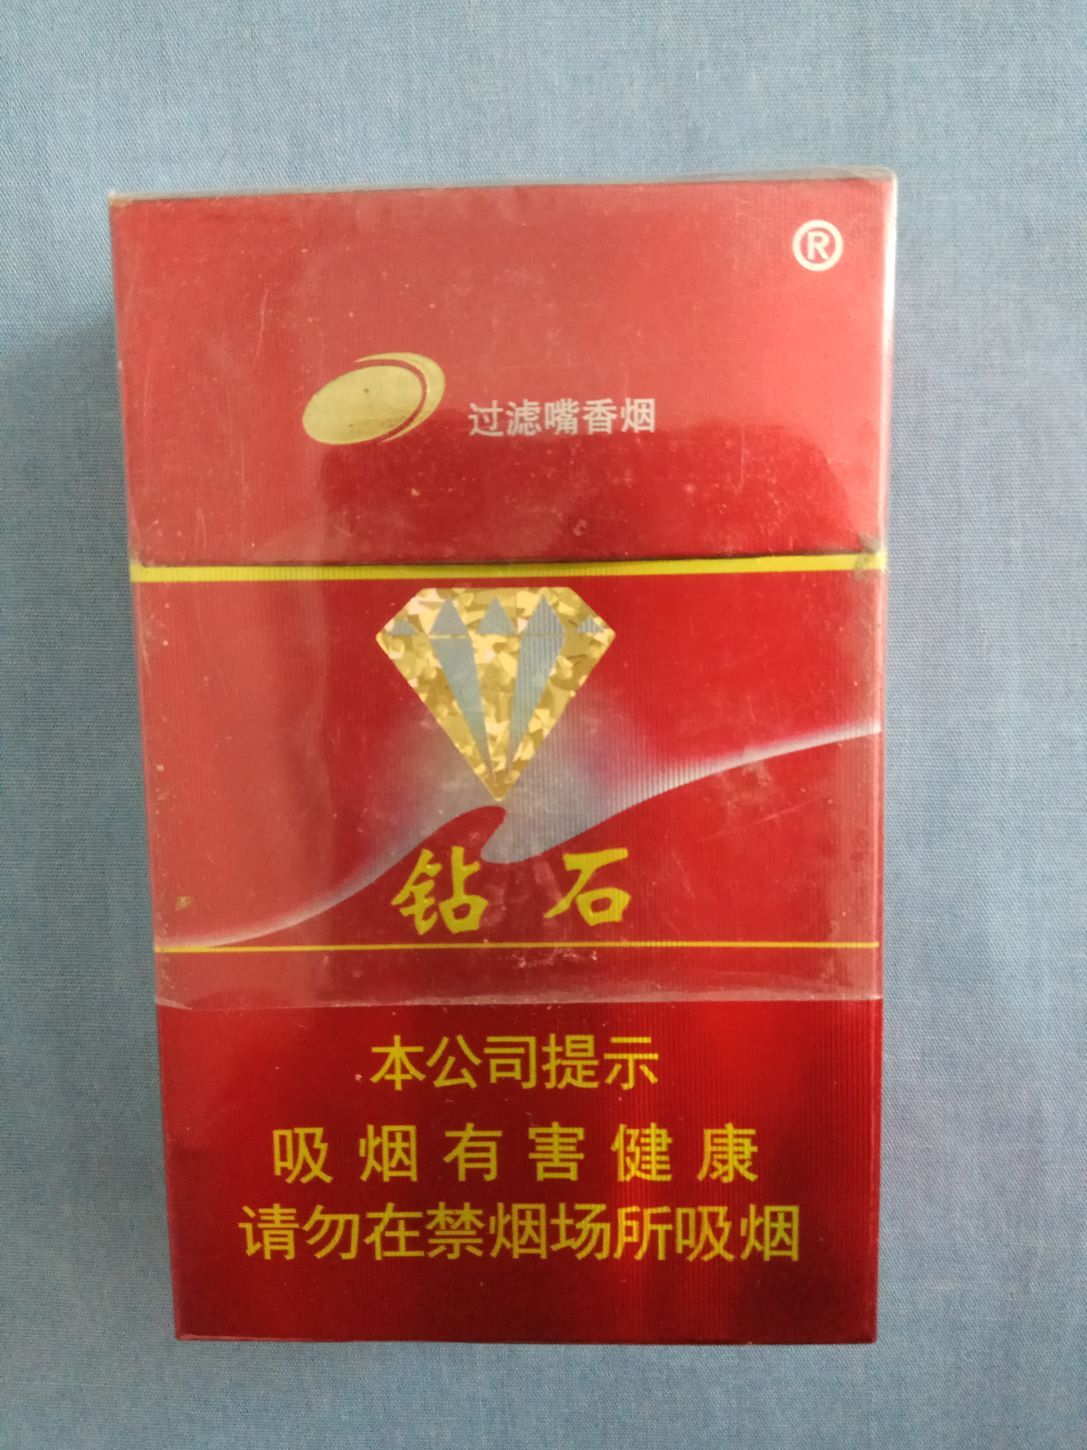 ®
过滤嘴香烟
钻石
本公司提示
吸烟有害健康
请勿在禁烟场所吸烟